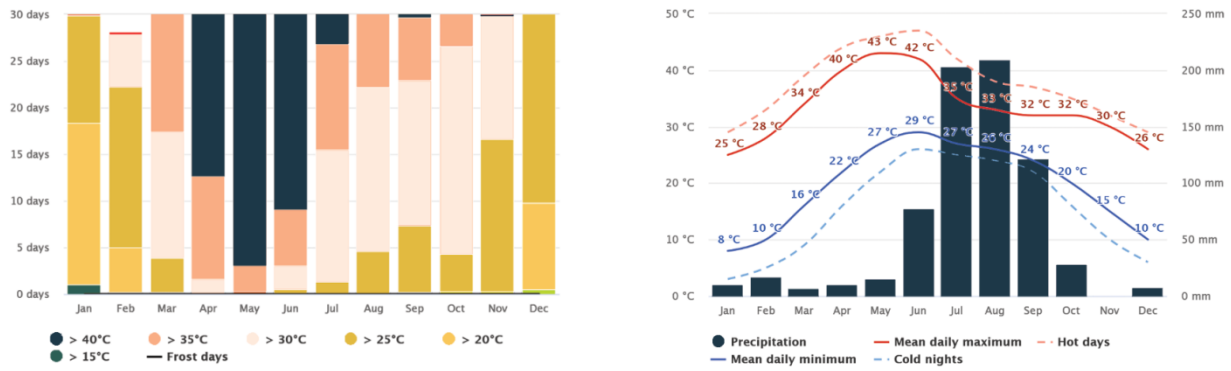 30 days
25 days
20 days
15 days
10 days
5 days
0 days
Jan Feb Mar Apr May Jun Jul Aug Sep Oct Nov Dec
> 40°C > 35°C > 30°C > 25°C > 20°C
> 15°C Frost days
50 °C 250 mm
40 °C 200 mm
30 °C 150 mm
20 °C 100 mm
10 °C 50 mm
0 °C 0 mm
25 °C 28 °C 34 °C 40 °C 43 °C 42 °C 35 °C 33 °C 32 °C 32 °C 30 °C 26 °C
8 °C 10 °C 16 °C 22 °C 27 °C 29 °C 27 °C 26 °C 24 °C 20 °C 15 °C 10 °C
Jan Feb Mar Apr May Jun Jul Aug Sep Oct Nov Dec
Precipitation Mean daily maximum Hot days
Mean daily minimum Cold nights